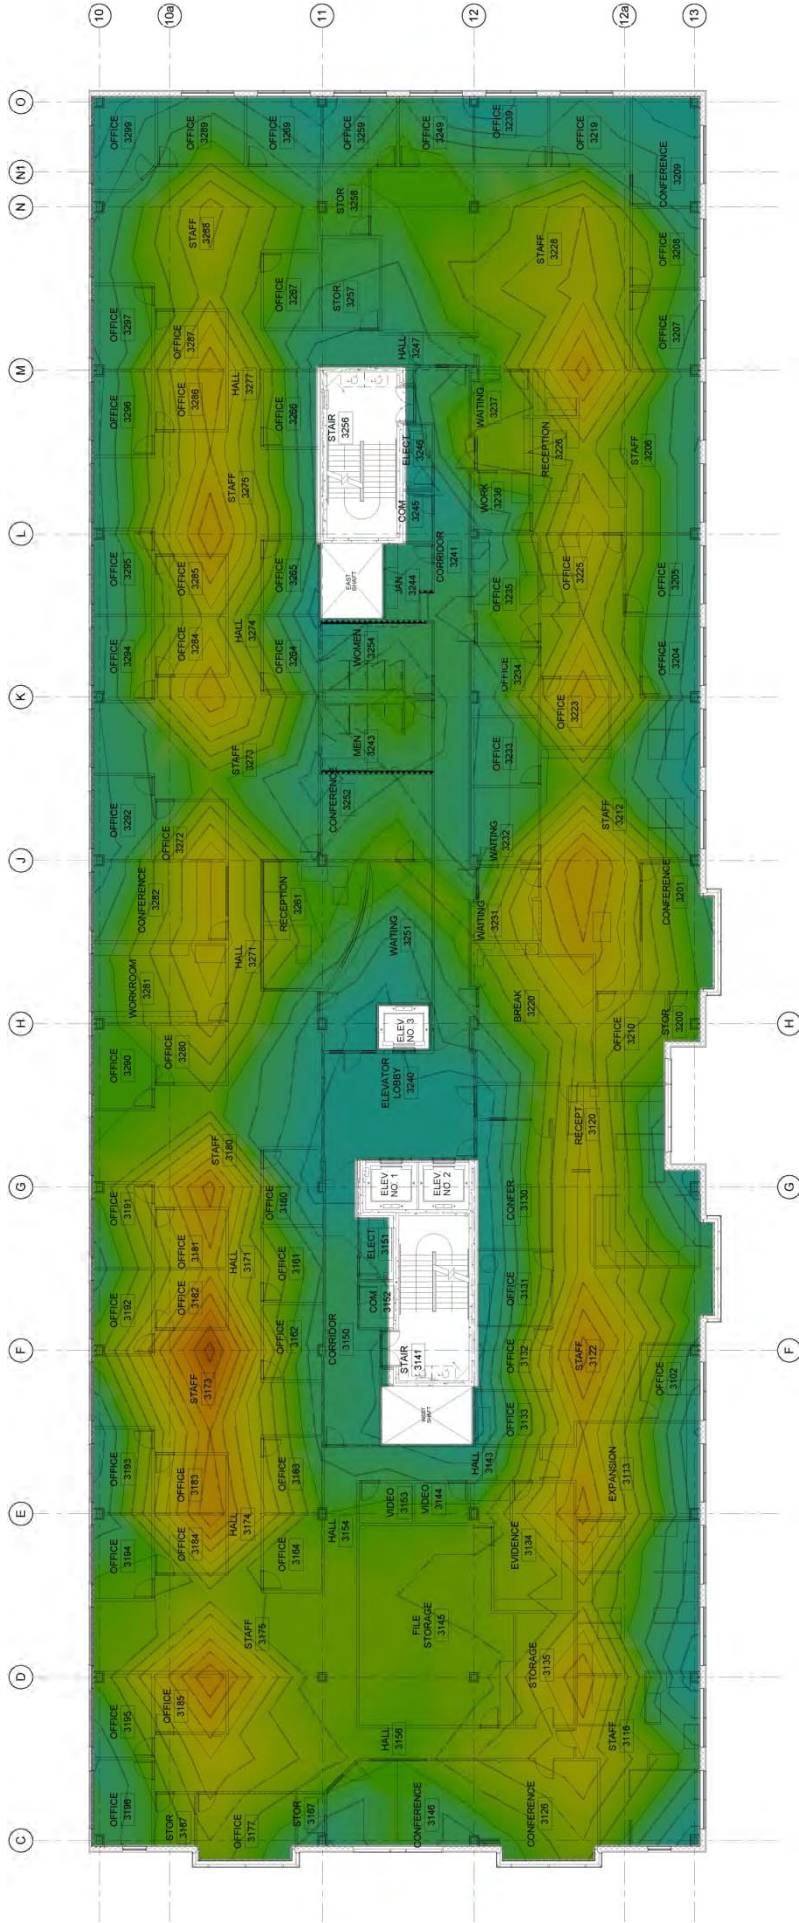 10
10a
11
12
12a
13
O
OFFICE
3299
OFFICE
3289
OFFICE
3269
OFFICE
3259
OFFICE
3249
OFFICE
3239
OFFICE
3219
CONFERENCE
3209
N1
N
STAFF
3288
STOR
3258
STAFF
3228
OFFICE
3208
OFFICE
3297
OFFICE
3287
OFFICE
3267
STOR
3257
HALL
3247
OFFICE
3207
M
OFFICE
3296
OFFICE
3286
HALL
3277
OFFICE
3266
STAIR
3256
ELECT
3246
WAITING
3237
RECEPTION
3226
STAFF
3206
STAFF
3275
COM
3245
WORK
3236
L
OFFICE
3295
OFFICE
3285
OFFICE
3265
EAST
SHAFT
JAN
3244
CORRIDOR
3241
OFFICE
3235
OFFICE
3225
OFFICE
3205
OFFICE
3294
OFFICE
3284
HALL
3274
OFFICE
3264
WOMEN
3254
OFFICE
3234
OFFICE
3204
K
OFFICE
3223
STAFF
3273
MEN
3243
OFFICE
3233
OFFICE
3292
OFFICE
3272
CONFERENCE
3252
WAITING
3232
STAFF
3212
J
CONFERENCE
3282
RECEPTION
3261
WAITING
3231
CONFERENCE
3201
WORKROOM
3281
HALL
3271
WAITING
3251
BREAK
3220
H
OFFICE
3290
OFFICE
3280
ELEV.
NO. 3
OFFICE
3210
STOR
3200
H
ELEVATOR
LOBBY
3240
RECEPT
3120
STAFF
3180
G
OFFICE
3191
OFFICE
3181
HALL
3171
OFFICE
3160
ELEV.
NO. 1
ELEV.
NO. 2
CONFER
3130
G
OFFICE
3192
OFFICE
3182
OFFICE
3161
ELECT
3151
COM
3152
OFFICE
3131
F
STAFF
3173
OFFICE
3162
CORRIDOR
3150
STAIR
3141
OFFICE
3132
STAFF
3122
OFFICE
3102
F
WEST
SHAFT
OFFICE
3133
OFFICE
3193
OFFICE
3183
OFFICE
3163
HALL
3143
EXPANSION
3113
E
OFFICE
3194
OFFICE
3184
HALL
3174
OFFICE
3164
HALL
3154
VIDEO
3153
VIDEO
3144
EVIDENCE
3134
STAFF
3175
FILE
STORAGE
3145
D
OFFICE
3195
OFFICE
3185
STORAGE
3135
HALL
3156
STAFF
3116
C
OFFICE
3196
STOR
3187
OFFICE
3177
STOR
3167
CONFERENCE
3146
CONFERENCE
3126